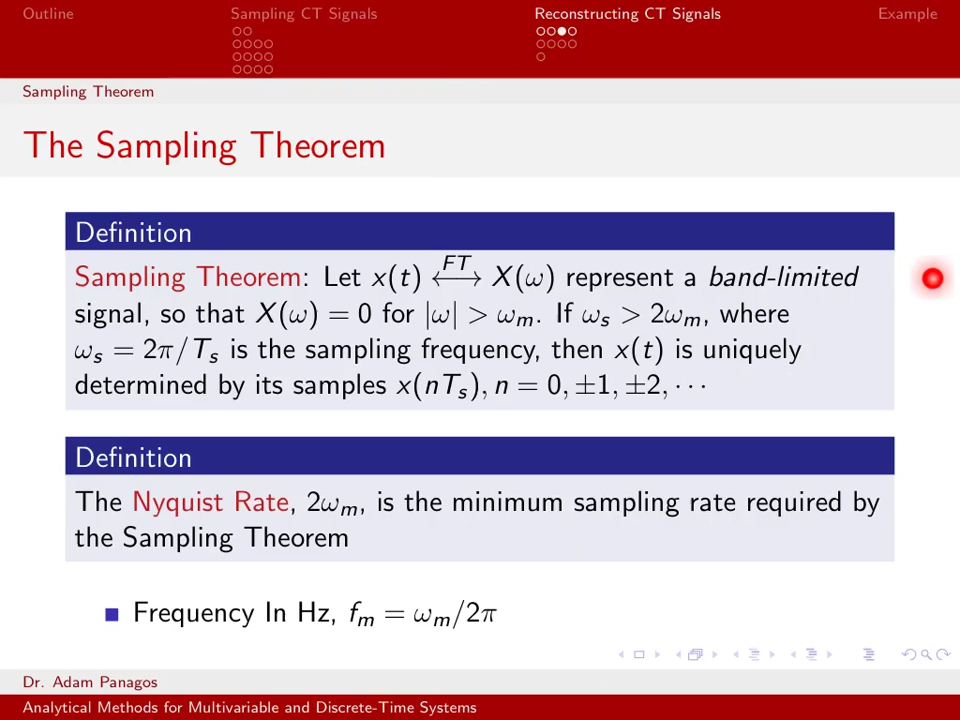 Outline
Sampling CT Signals
Reconstructing CT Signals
Example
Sampling Theorem
The Sampling Theorem
Definition
Sampling Theorem: Let x(t) ⟷^{FT} X(ω) represent a band-limited
signal, so that X(ω) = 0 for |ω| > ω_m. If ω_s > 2ω_m, where
ω_s = 2π/T_s is the sampling frequency, then x(t) is uniquely
determined by its samples x(nT_s), n = 0, ±1, ±2, ⋯
Definition
The Nyquist Rate, 2ω_m, is the minimum sampling rate required by
the Sampling Theorem
Frequency In Hz, f_m = ω_m/2π
Dr. Adam Panagos
Analytical Methods for Multivariable and Discrete-Time Systems